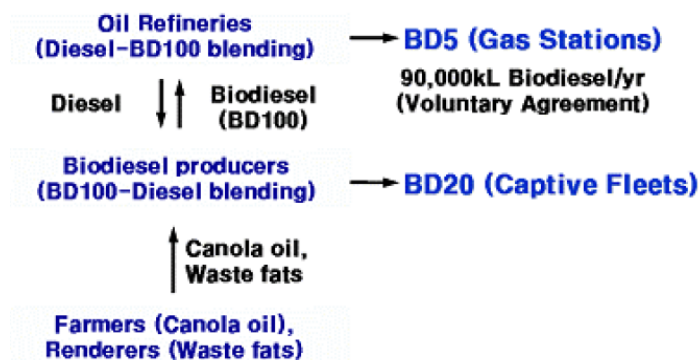 Oil Refineries
(Diesel-BD100 blending)
BD5 (Gas Stations)
90,000kL Biodiesel/yr
(Voluntary Agreement)
Diesel
Biodiesel
(BD100)
Biodiesel producers
(BD100-Diesel blending)
BD20 (Captive Fleets)
Canola oil,
Waste fats
Farmers (Canola oil),
Renderers (Waste fats)